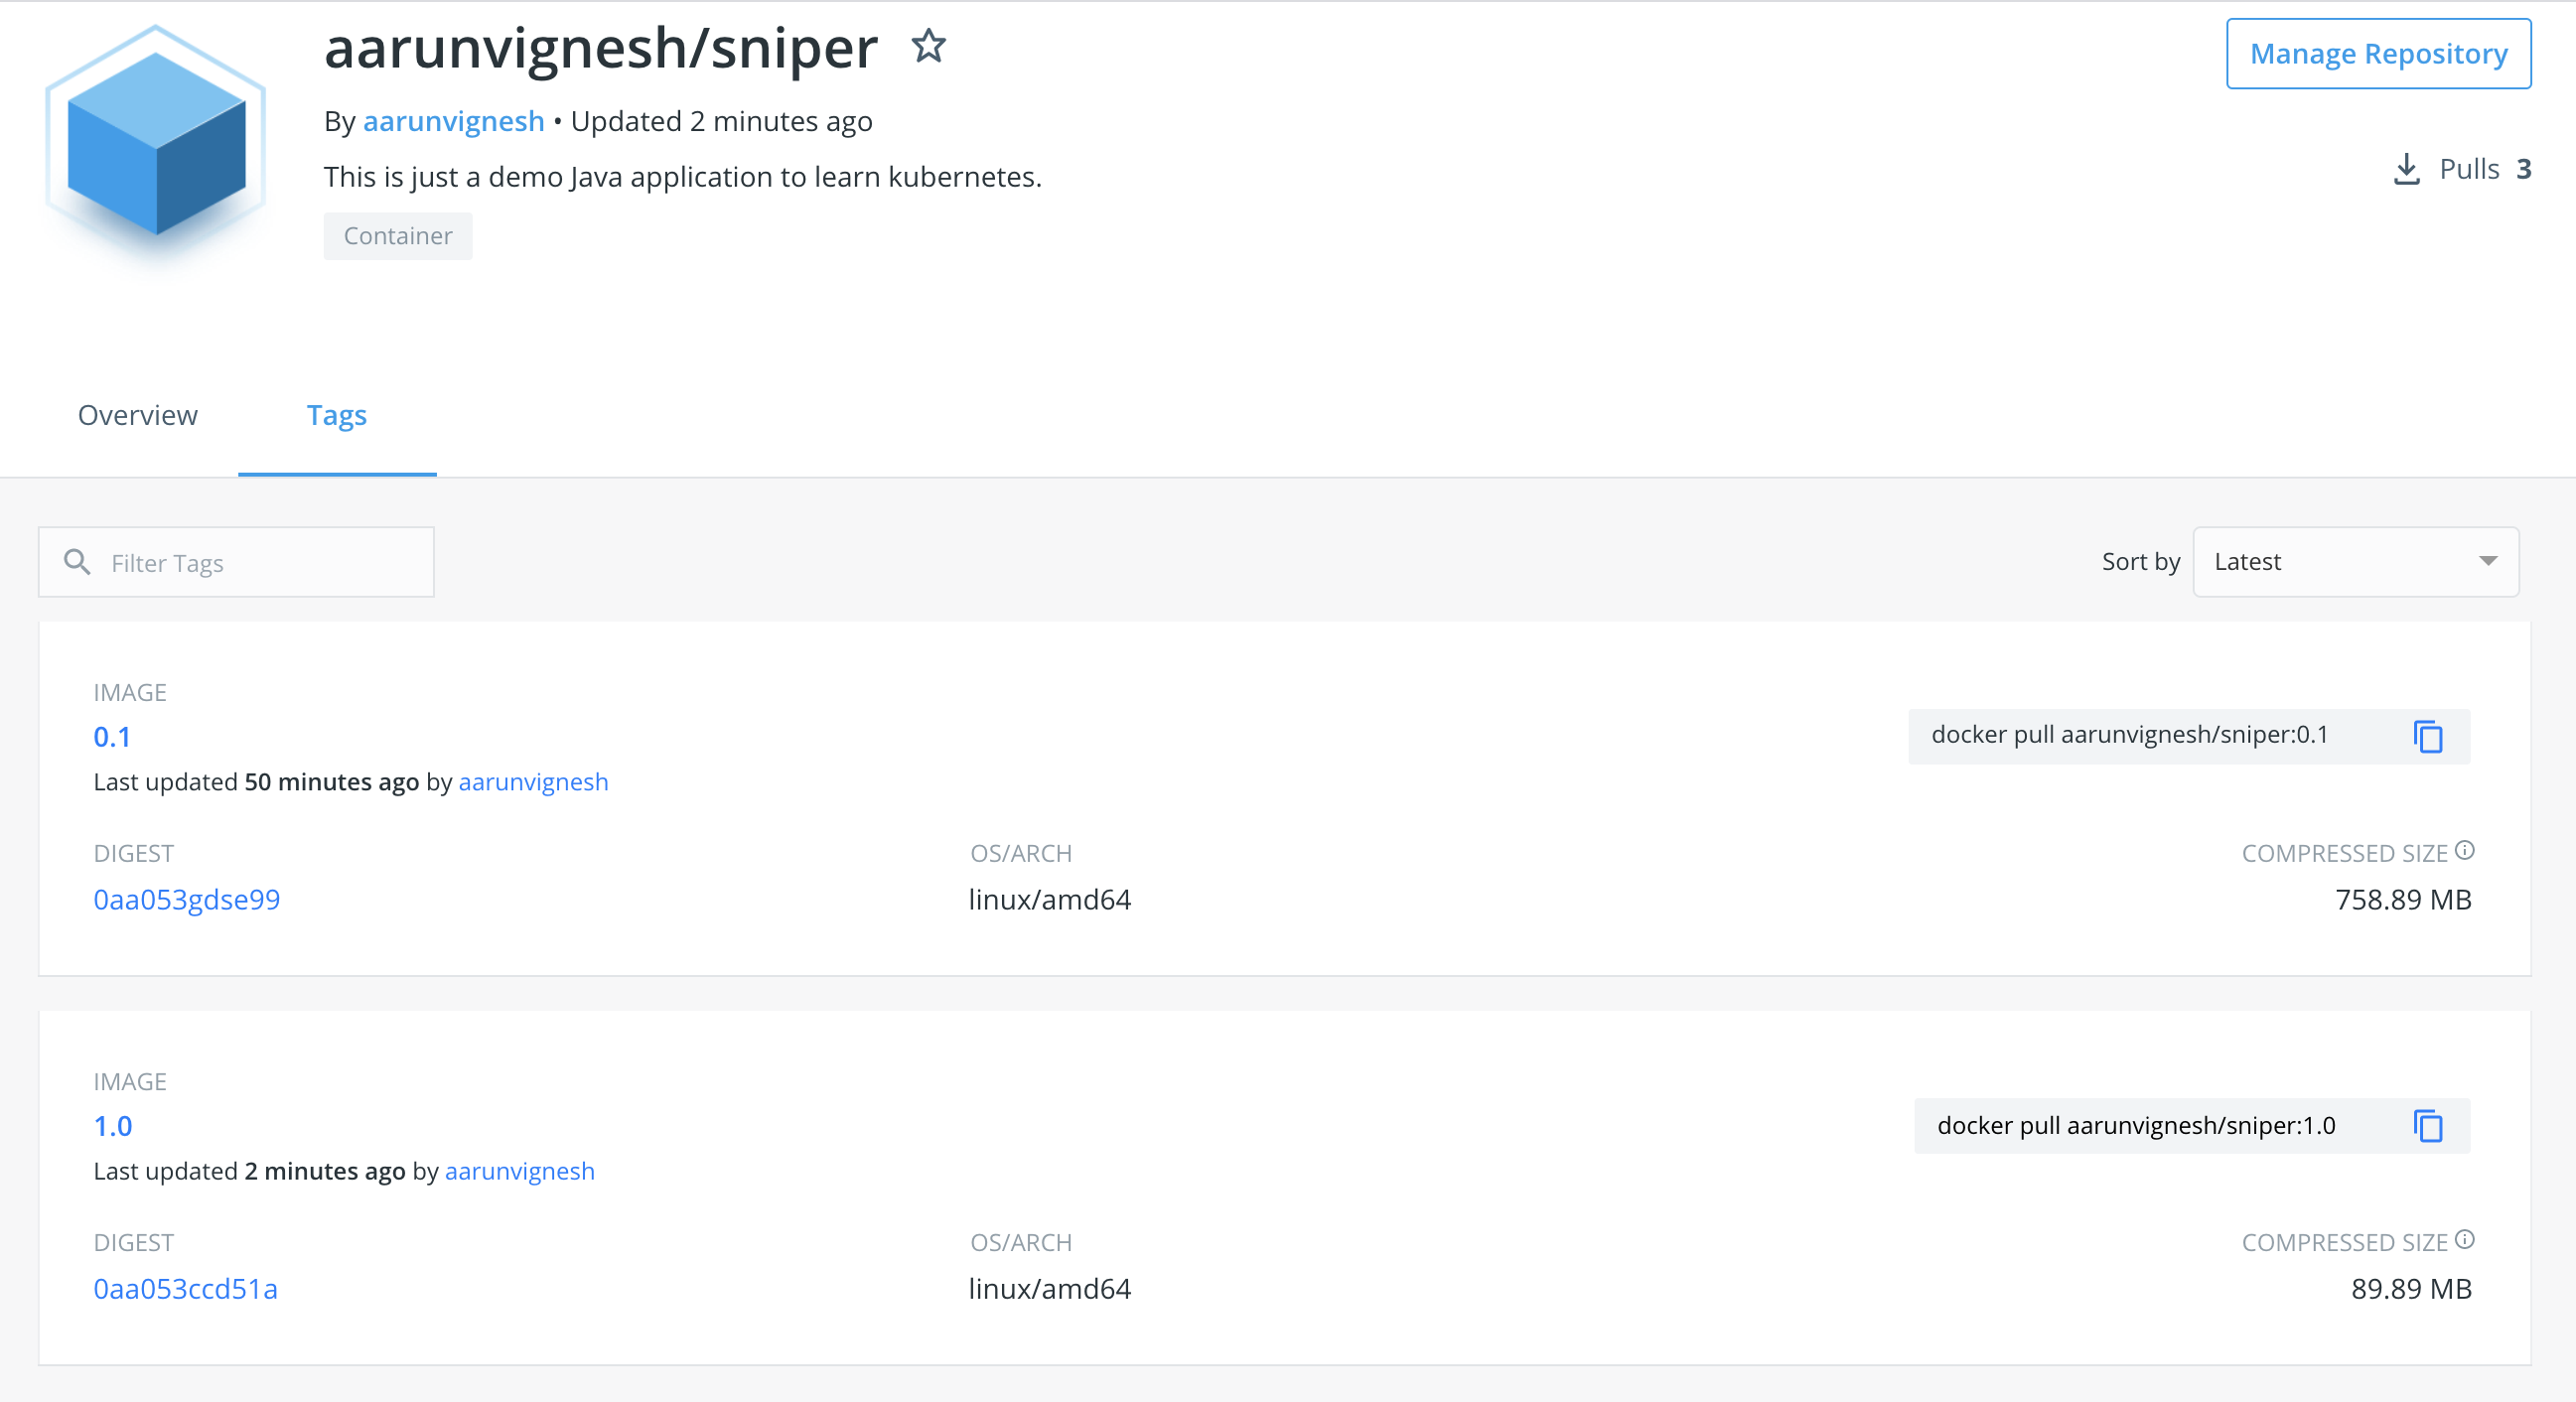 aarunvignesh/sniper
Manage Repository
By aarunvignesh • Updated 2 minutes ago
This is just a demo Java application to learn kubernetes.
Pulls 3
Container
Overview Tags
Filter Tags
Sort by Latest
IMAGE
0.1
docker pull aarunvignesh/sniper:0.1
Last updated 50 minutes ago by aarunvignesh
DIGEST OS/ARCH COMPRESSED SIZE
0aa053gdse99 linux/amd64 758.89 MB
IMAGE
1.0
docker pull aarunvignesh/sniper:1.0
Last updated 2 minutes ago by aarunvignesh
DIGEST OS/ARCH COMPRESSED SIZE
0aa053ccd51a linux/amd64 89.89 MB